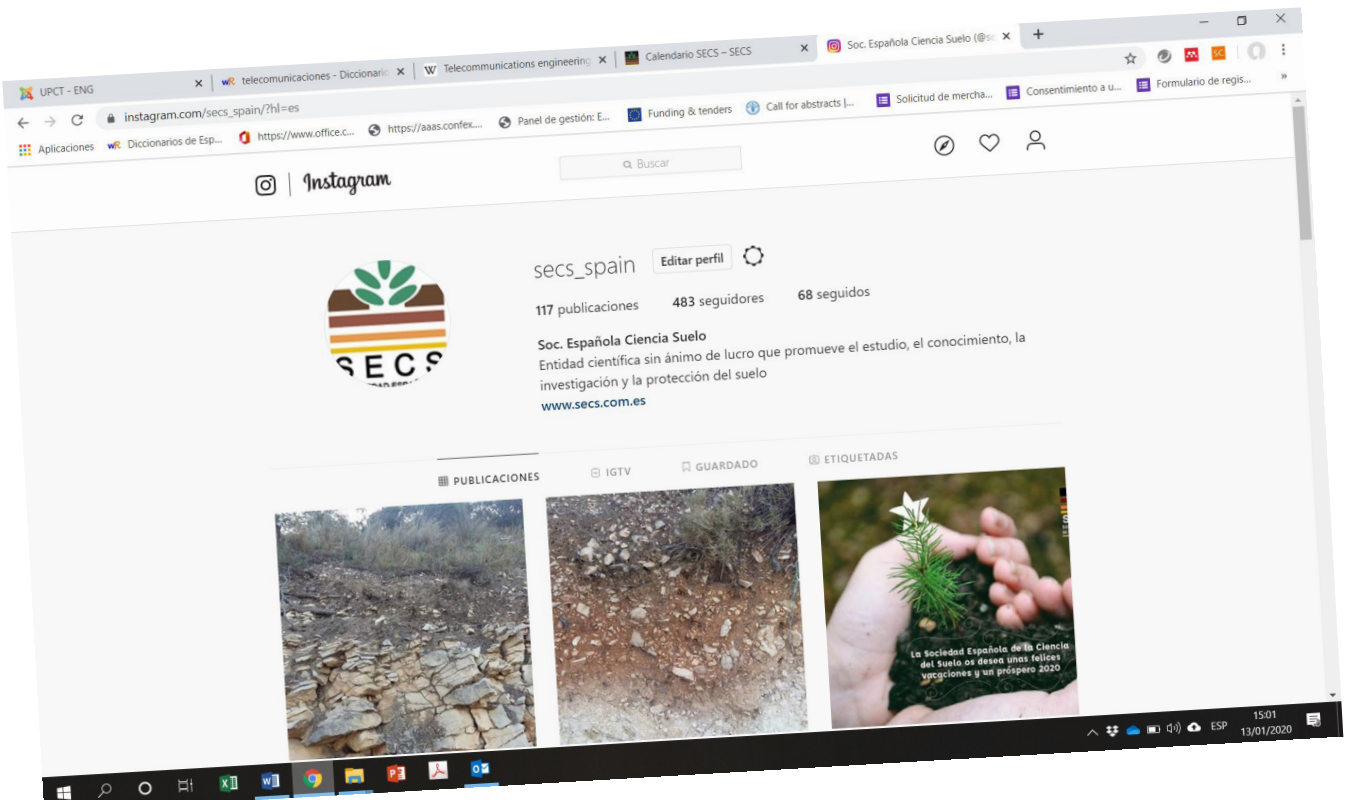 UPCT - ENG
telecomunicaciones - Diccionario
Telecommunications engineering
Calendario SECS – SECS
Soc. Española Ciencia Suelo (@se
instagram.com/secs_spain/?hl=es
Aplicaciones
Diccionarios de Esp...
https://www.office.c...
https://aaas.confex....
Panel de gestión: E...
Funding & tenders
Call for abstracts |...
Solicitud de mercha...
Consentimiento a u...
Formulario de regis...
»
Instagram
Buscar
secs_spain
Editar perfil
117 publicaciones 483 seguidores 68 seguidos
Soc. Española Ciencia Suelo
Entidad científica sin ánimo de lucro que promueve el estudio, el conocimiento, la
investigación y la protección del suelo
www.secs.com.es
SECS
PUBLICACIONES
IGTV
GUARDADO
ETIQUETADAS
La Sociedad Española de la Ciencia
del Suelo os desea unas felices
vacaciones y un próspero 2020
ESP
15:01
13/01/2020